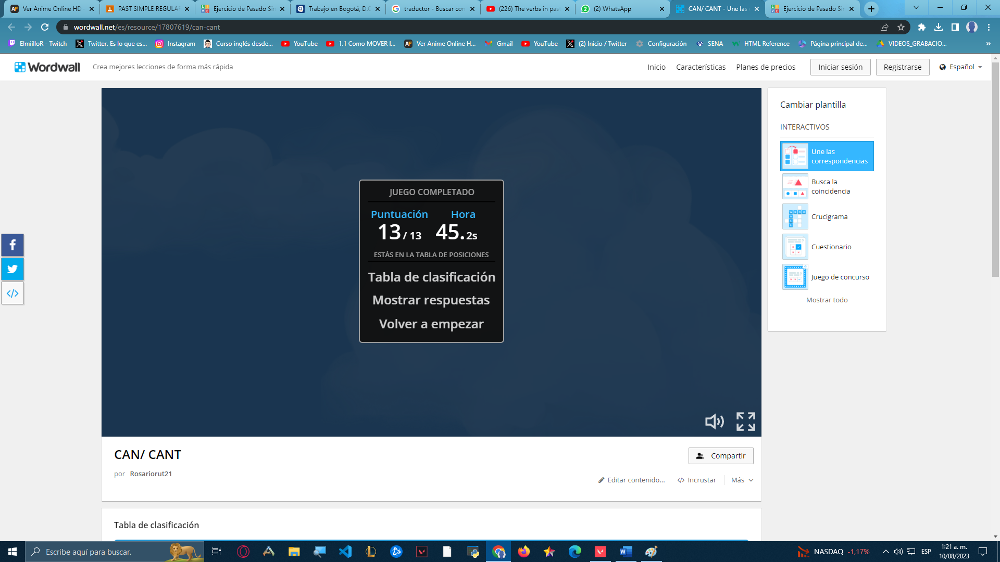 Ver Anime Online HD
PAST SIMPLE REGULAR
Ejercicio de Pasado Sim
Trabajo en Bogotá, D.C
traductor - Buscar con
(226) The verbs in past
(2) WhatsApp
CAN/ CANT - Une las
Ejercicio de Pasado Sim
wordwall.net/es/resource/17807619/can-cant
ElmiilloR - Twitch
Twitter. Es lo que es...
Instagram
Curso inglés desde...
YouTube
1.1 Como MOVER l...
Ver Anime Online H...
Gmail
YouTube
(2) Inicio / Twitter
Configuración
SENA
HTML Reference
Página principal de...
VIDEOS_GRABACIO...
»
Wordwall
Crea mejores lecciones de forma más rápida
Inicio
Características
Planes de precios
Iniciar sesión
Registrarse
Español
JUEGO COMPLETADO
Puntuación Hora
13 / 13 45.2s
ESTÁS EN LA TABLA DE POSICIONES
Tabla de clasificación
Mostrar respuestas
Volver a empezar
Cambiar plantilla
INTERACTIVOS
Une las
correspondencias
Busca la
coincidencia
Crucigrama
Cuestionario
Juego de concurso
Mostrar todo
CAN/ CANT
por Rosariorut21
Compartir
Editar contenido...
Incrustar
Más
Tabla de clasificación
Escribe aquí para buscar.
NASDAQ -1,17%
ESP
1:21 a. m.
10/08/2023